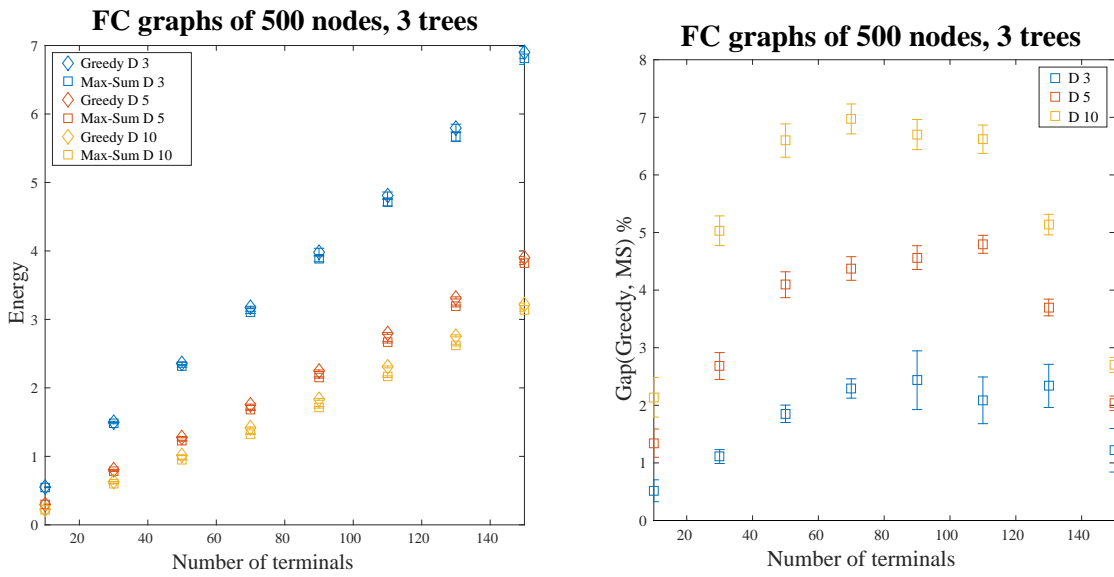 FC graphs of 500 nodes, 3 trees
7
6
5
4
3
2
1
0
Energy
Greedy D 3
Max-Sum D 3
Greedy D 5
Max-Sum D 5
Greedy D 10
Max-Sum D 10
20 40 60 80 100 120 140
Number of terminals
FC graphs of 500 nodes, 3 trees
8
7
6
5
4
3
2
1
0
Gap(Greedy, MS) %
D 3
D 5
D 10
20 40 60 80 100 120 140
Number of terminals